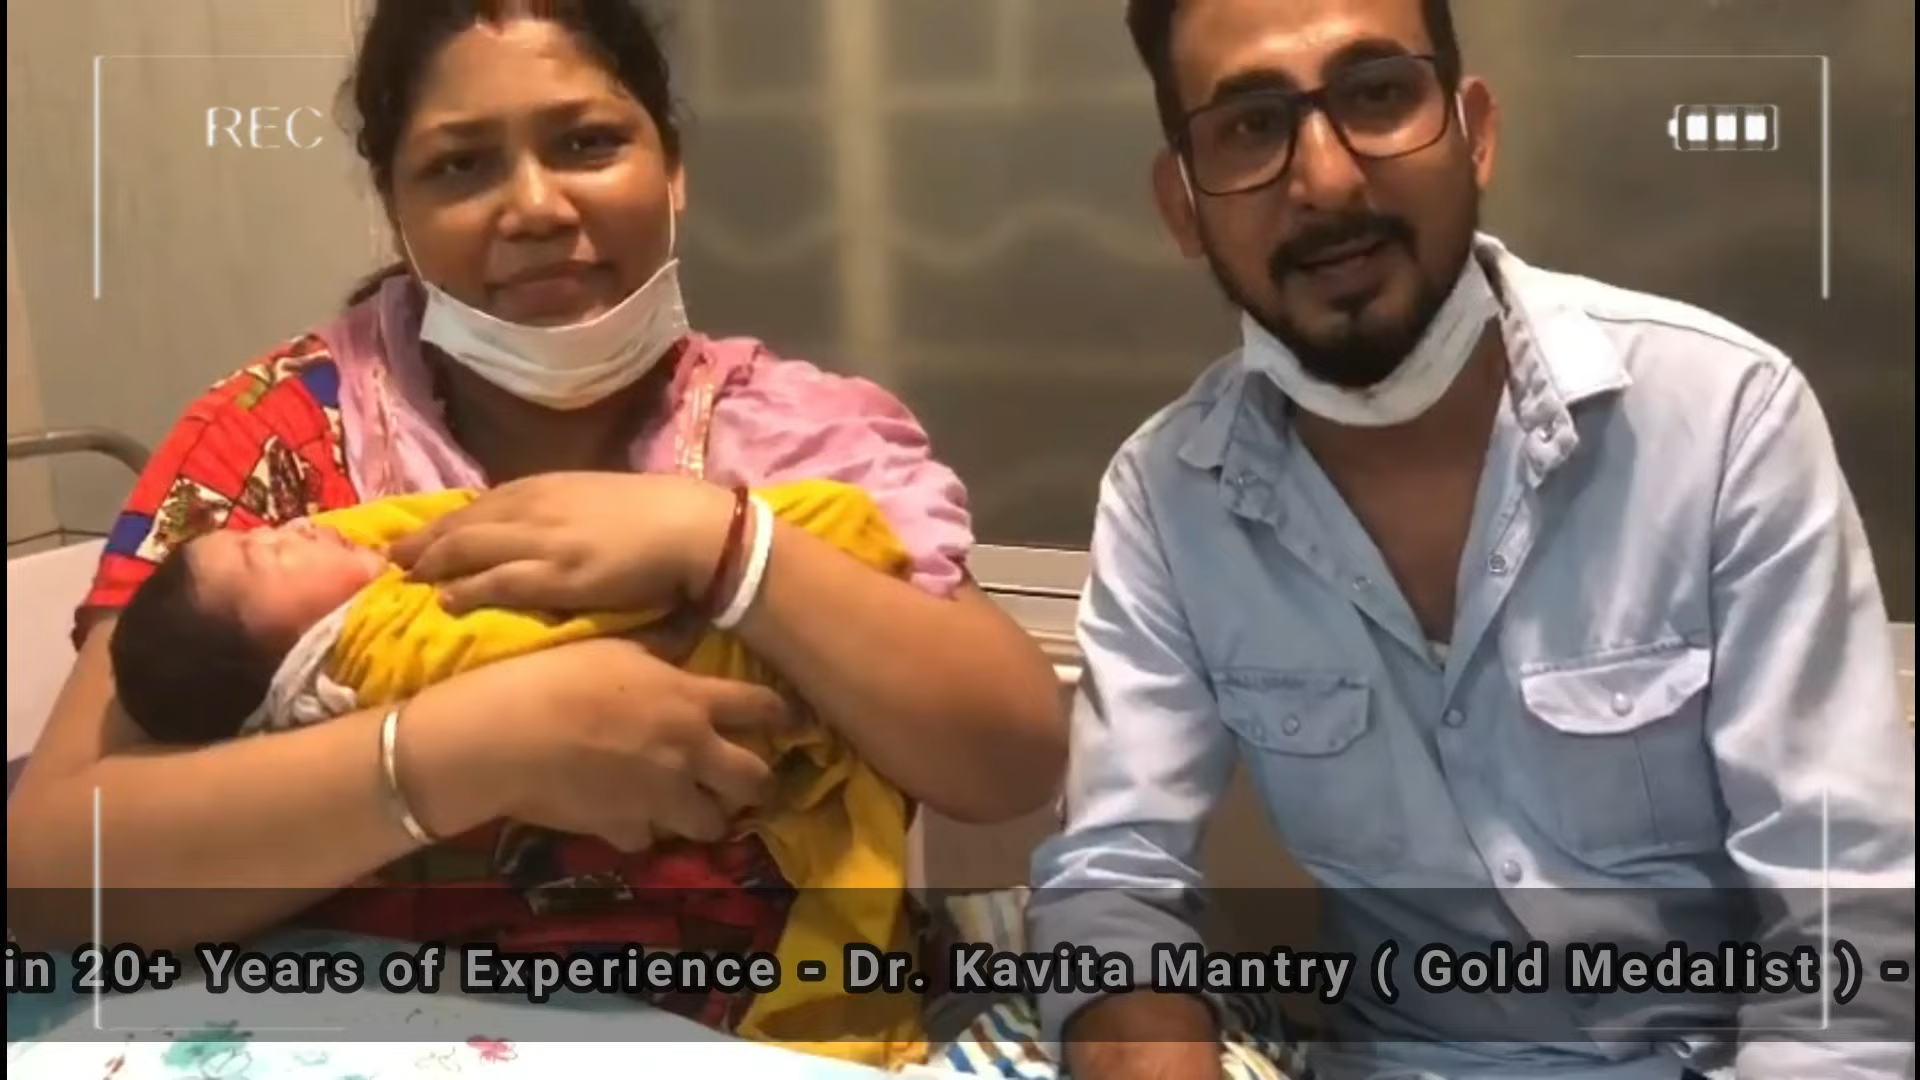 REC
in 20+ Years of Experience - Dr. Kavita Mantry ( Gold Medalist ) -